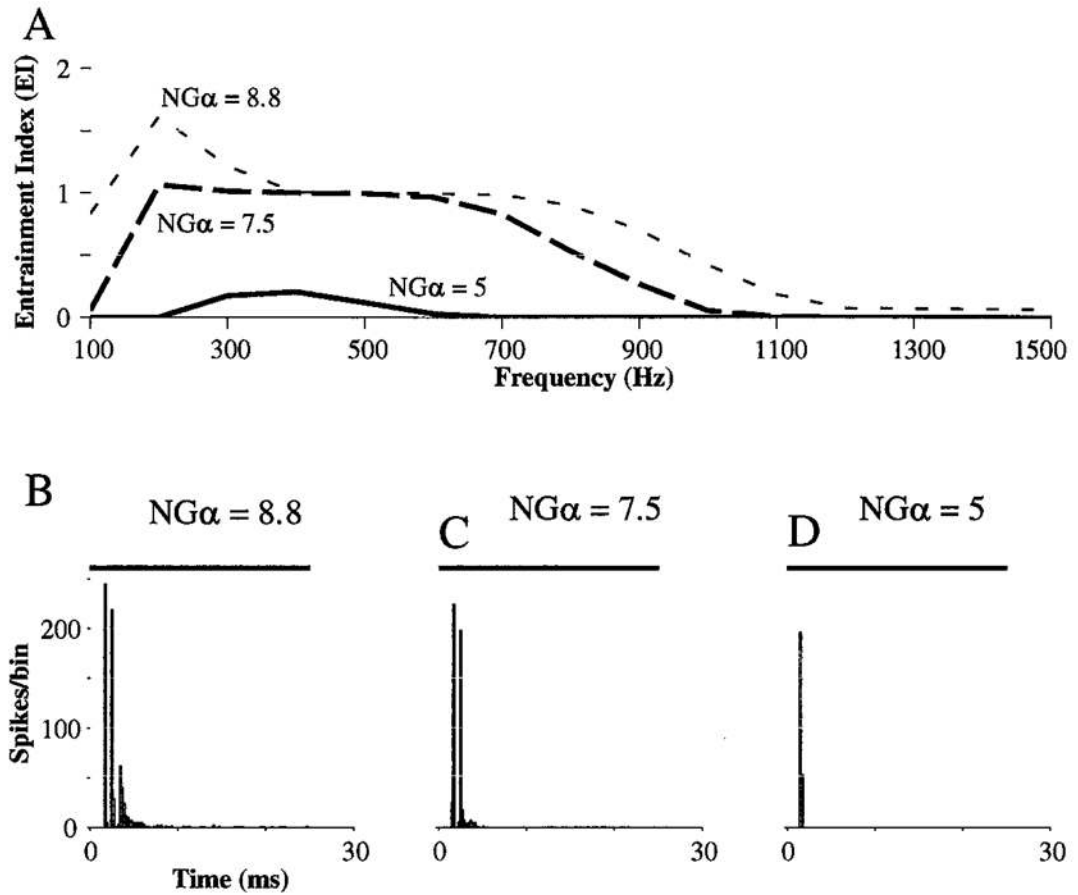 A
Entrainment Index (EI)
2
1
0
NGα = 8.8
NGα = 7.5
NGα = 5
100 300 500 700 900 1100 1300 1500
Frequency (Hz)
B
NGα = 8.8
C
NGα = 7.5
D
NGα = 5
Spikes/bin
200
100
0
0 30
0 30
0 30
Time (ms)